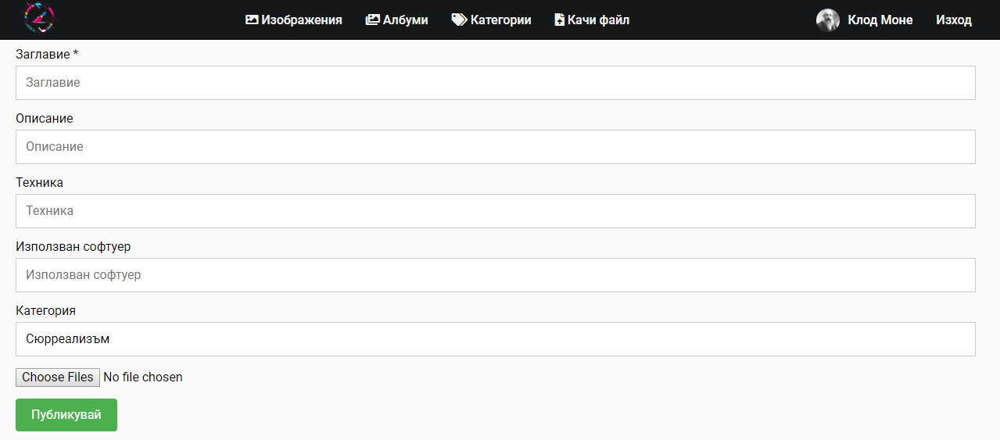 Изображения Албуми Категории Качи файл Клод Моне Изход
Заглавие *
Заглавие
Описание
Описание
Техника
Техника
Използван софтуер
Използван софтуер
Категория
Сюрреализъм
Choose Files No file chosen
Публикувай